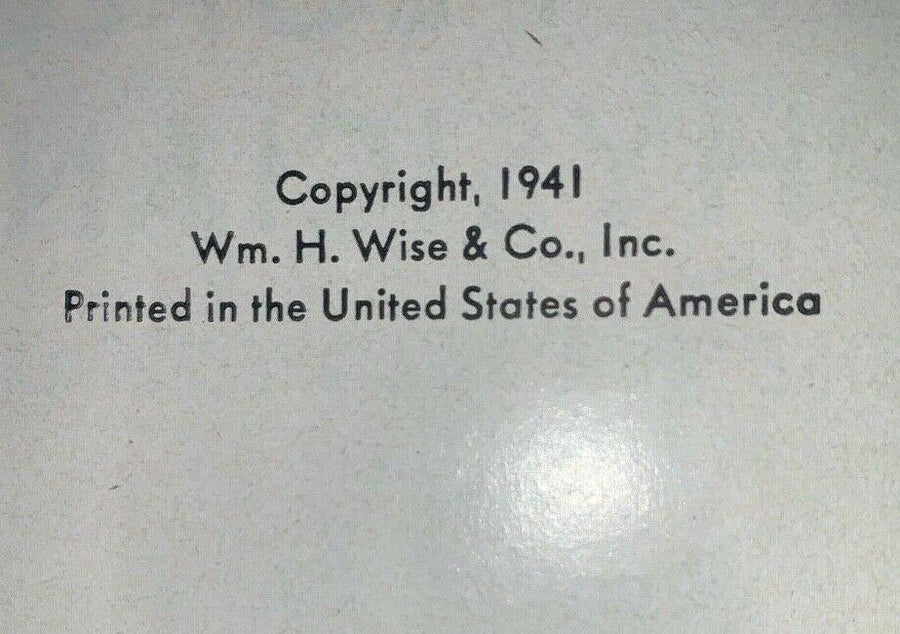 Copyright, 1941
Wm. H. Wise & Co., Inc.
Printed in the United States of America